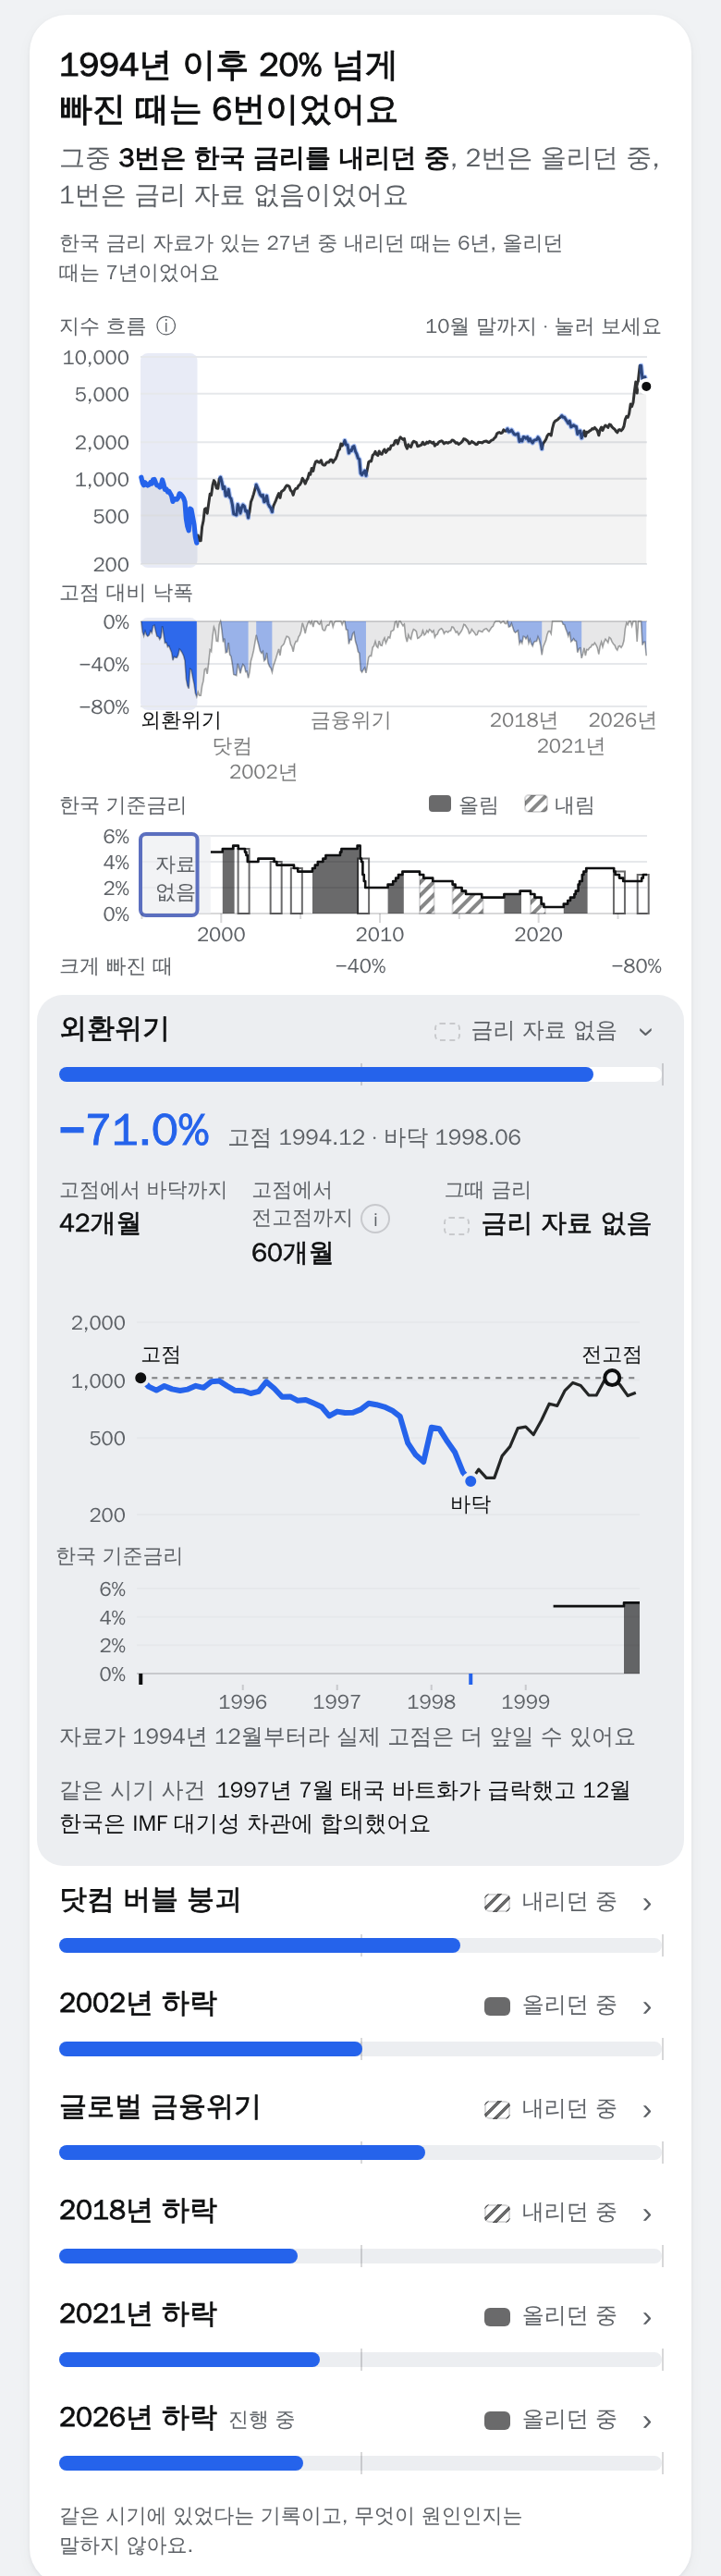 1994년 이후 20% 넘게
빠진 때는 6번이었어요
그중 3번은 한국 금리를 내리던 중, 2번은 올리던 중,
1번은 금리 자료 없음이었어요
한국 금리 자료가 있는 27년 중 내리던 때는 6년, 올리던
때는 7년이었어요
지수 흐름 ⓘ 10월 말까지 · 눌러 보세요
10,000
5,000
2,000
1,000
500
200
고점 대비 낙폭
0%
−40%
−80%
외환위기 금융위기 2018년 2026년
닷컴 2021년
2002년
한국 기준금리 올림 내림
6%
4%
2%
0%
자료
없음
2000 2010 2020
크게 빠진 때 −40% −80%
외환위기 금리 자료 없음
−71.0% 고점 1994.12 · 바닥 1998.06
고점에서 바닥까지
42개월
고점에서
전고점까지 ⓘ
60개월
그때 금리
금리 자료 없음
2,000
고점 전고점
1,000
500
바닥
200
한국 기준금리
6%
4%
2%
0%
1996 1997 1998 1999
자료가 1994년 12월부터라 실제 고점은 더 앞일 수 있어요
같은 시기 사건 1997년 7월 태국 바트화가 급락했고 12월
한국은 IMF 대기성 차관에 합의했어요
닷컴 버블 붕괴 내리던 중
2002년 하락 올리던 중
글로벌 금융위기 내리던 중
2018년 하락 내리던 중
2021년 하락 올리던 중
2026년 하락 진행 중 올리던 중
같은 시기에 있었다는 기록이고, 무엇이 원인인지는
말하지 않아요.